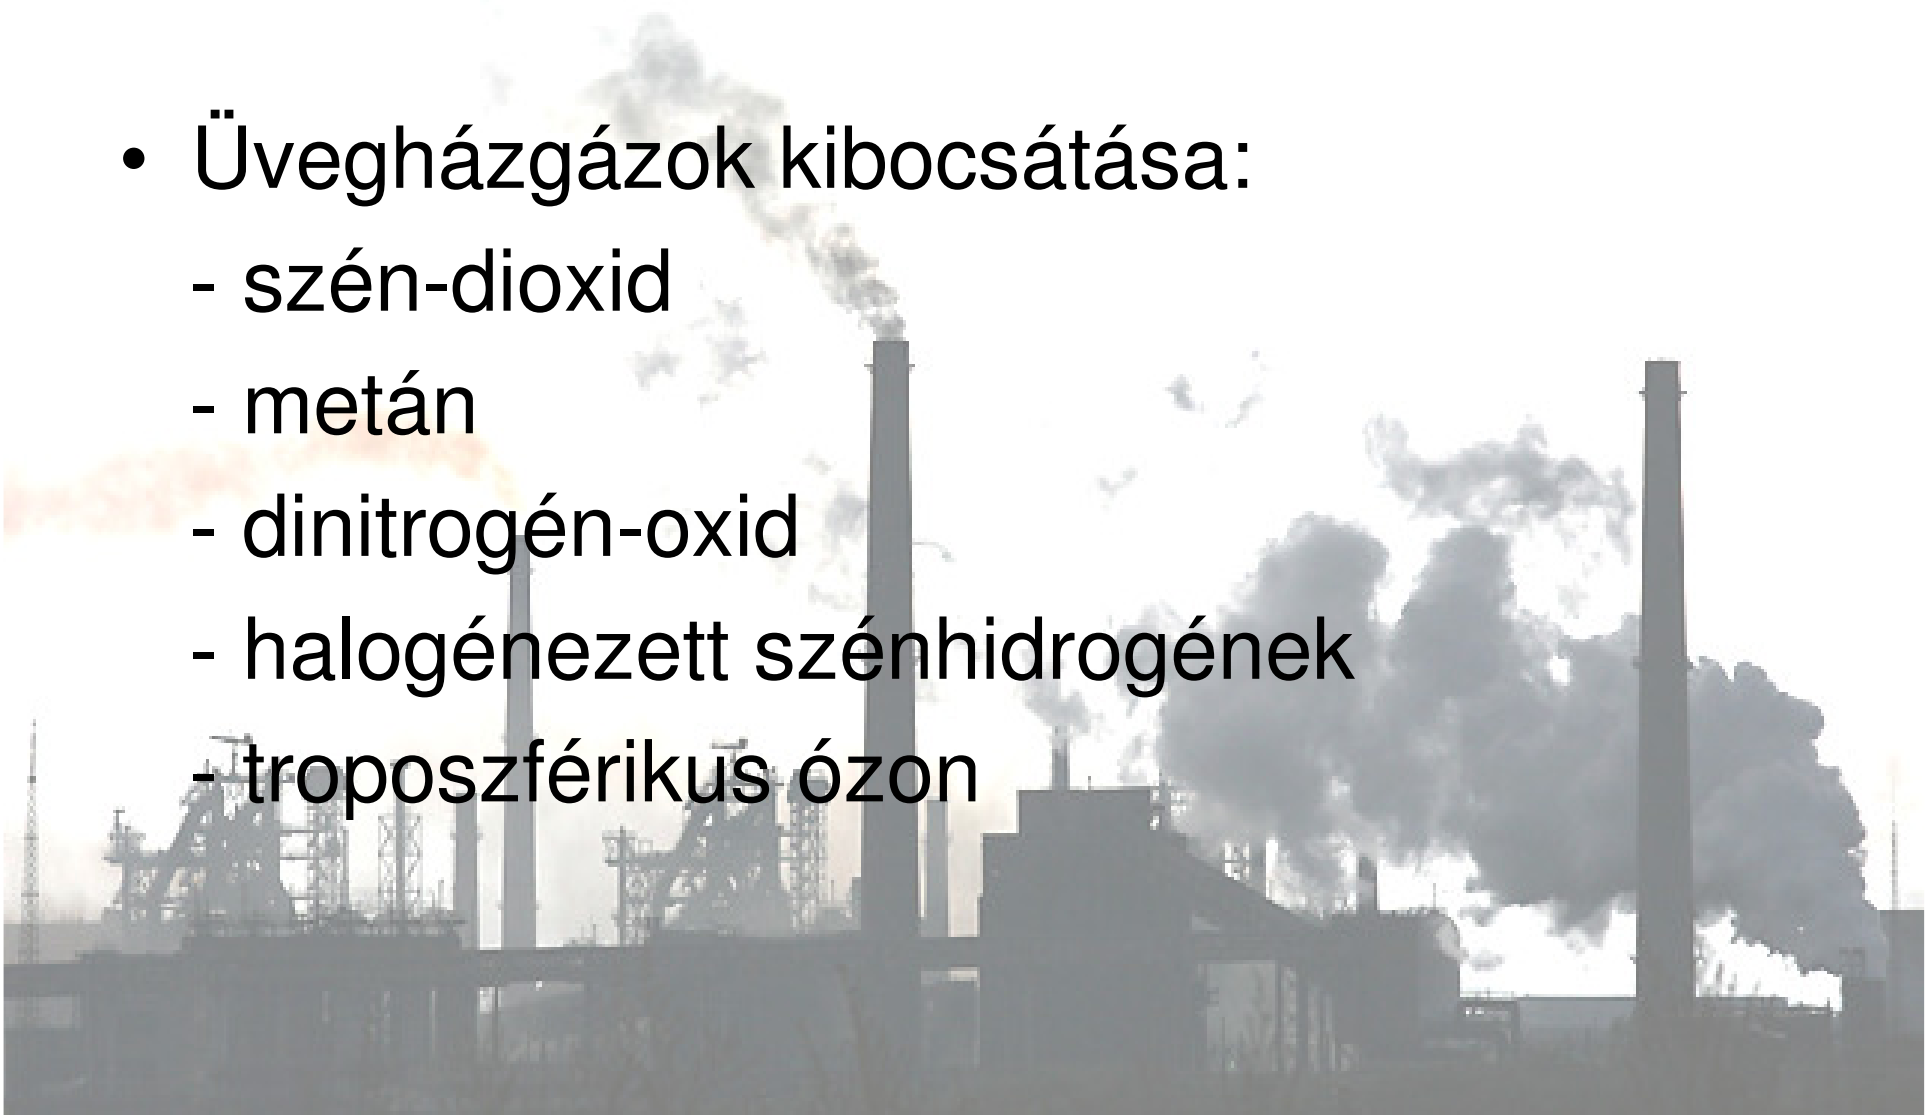 • Üvegházgázok kibocsátása:
- szén-dioxid
- metán
- dinitrogén-oxid
- halogénezett szénhidrogének
- troposzférikus ózon